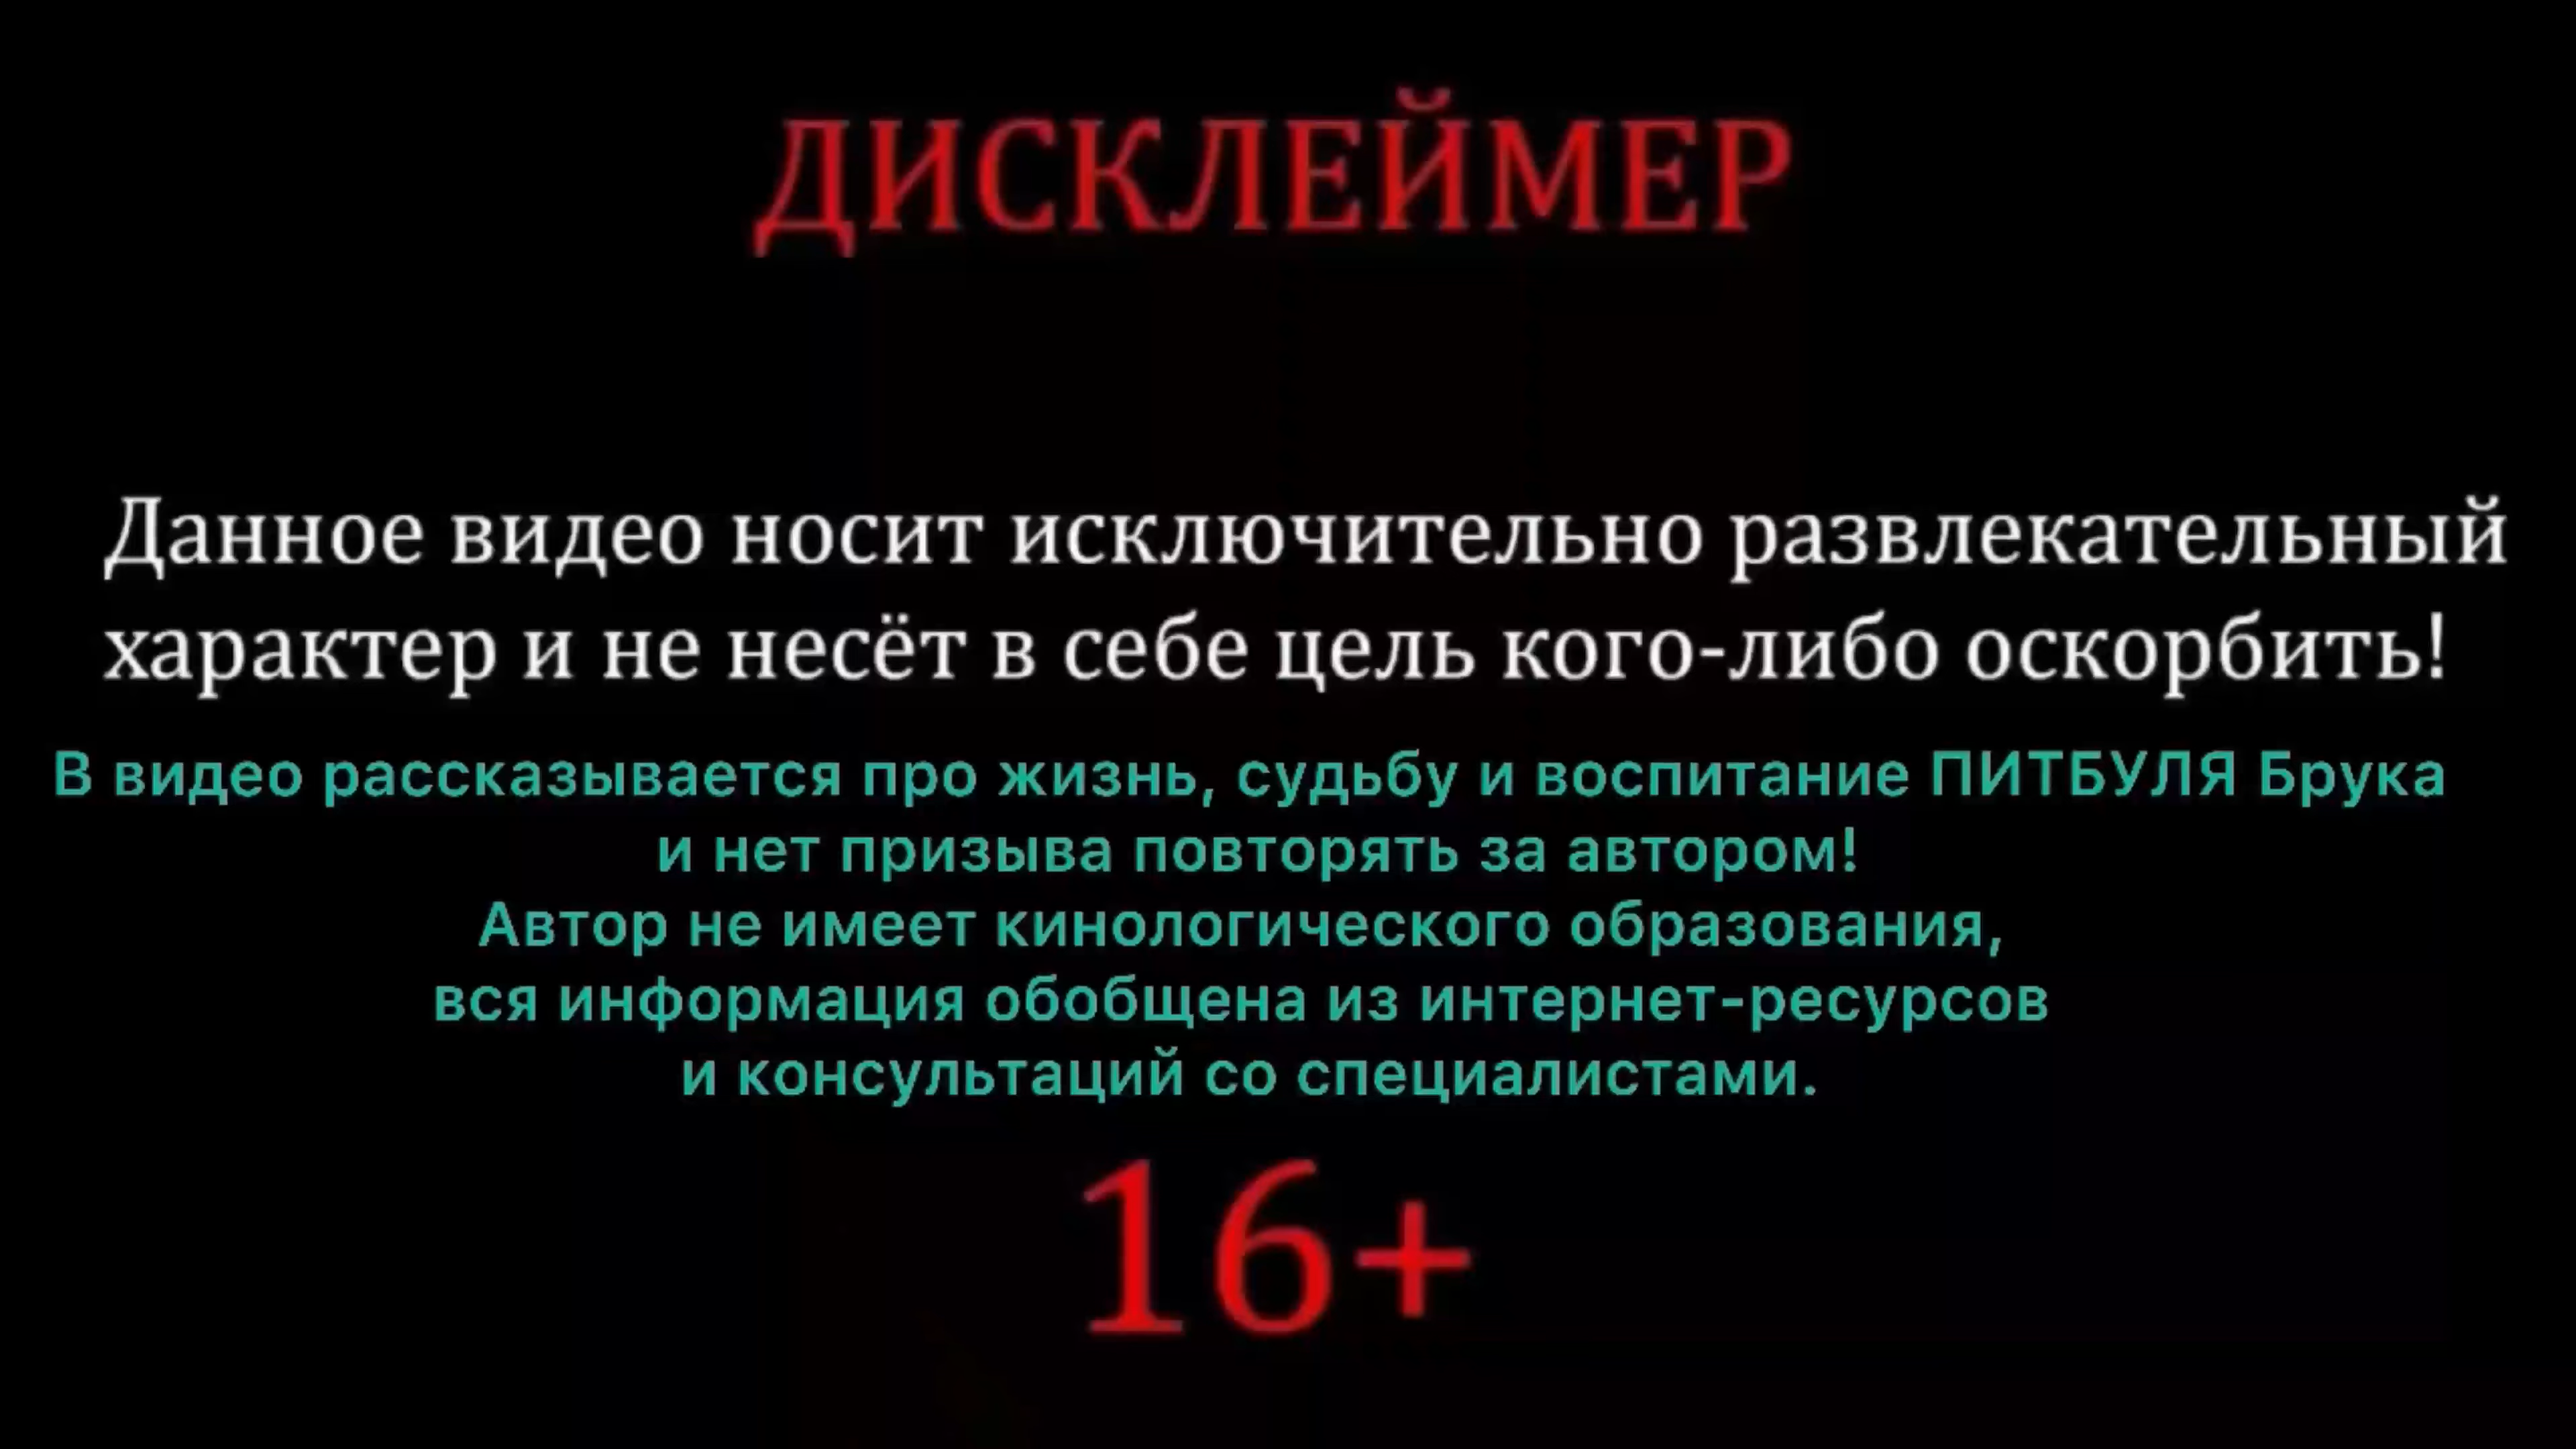 ДИСКЛЕЙМЕР
Данное видео носит исключительно развлекательный
характер и не несёт в себе цель кого-либо оскорбить!
В видео рассказывается про жизнь, судьбу и воспитание ПИТБУЛЯ Брука
и нет призыва повторять за автором!
Автор не имеет кинологического образования,
вся информация обобщена из интернет-ресурсов
и консультаций со специалистами.
16+